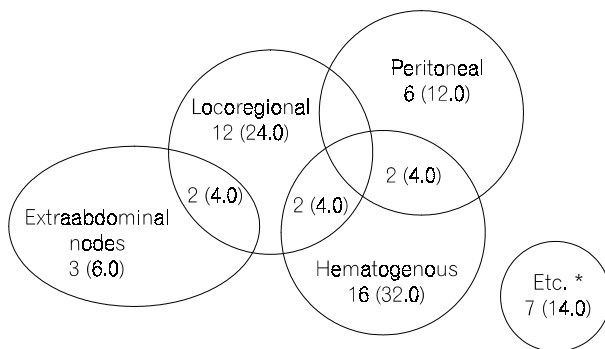 Peritoneal
6 (12.0)
Locoregional
12 (24.0)
2 (4.0)
2 (4.0)
2 (4.0)
Extraabdominal
nodes
3 (6.0)
Hematogenous
16 (32.0)
Etc. *
7 (14.0)